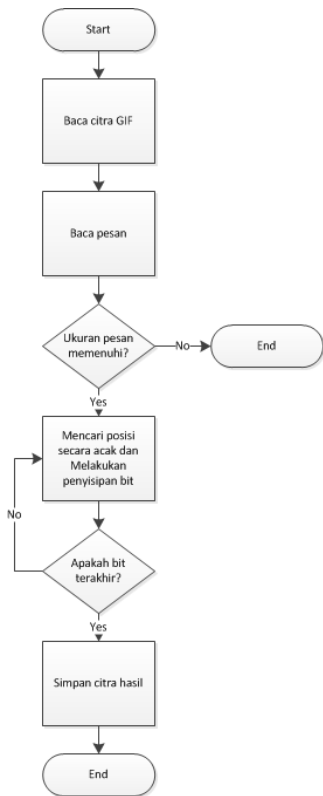 Start
Baca citra GIF
Baca pesan
Ukuran pesan
memenuhi?
No
End
Yes
Mencari posisi
secara acak dan
Melakukan
penyisipan bit
No
Apakah bit
terakhir?
Yes
Simpan citra hasil
End